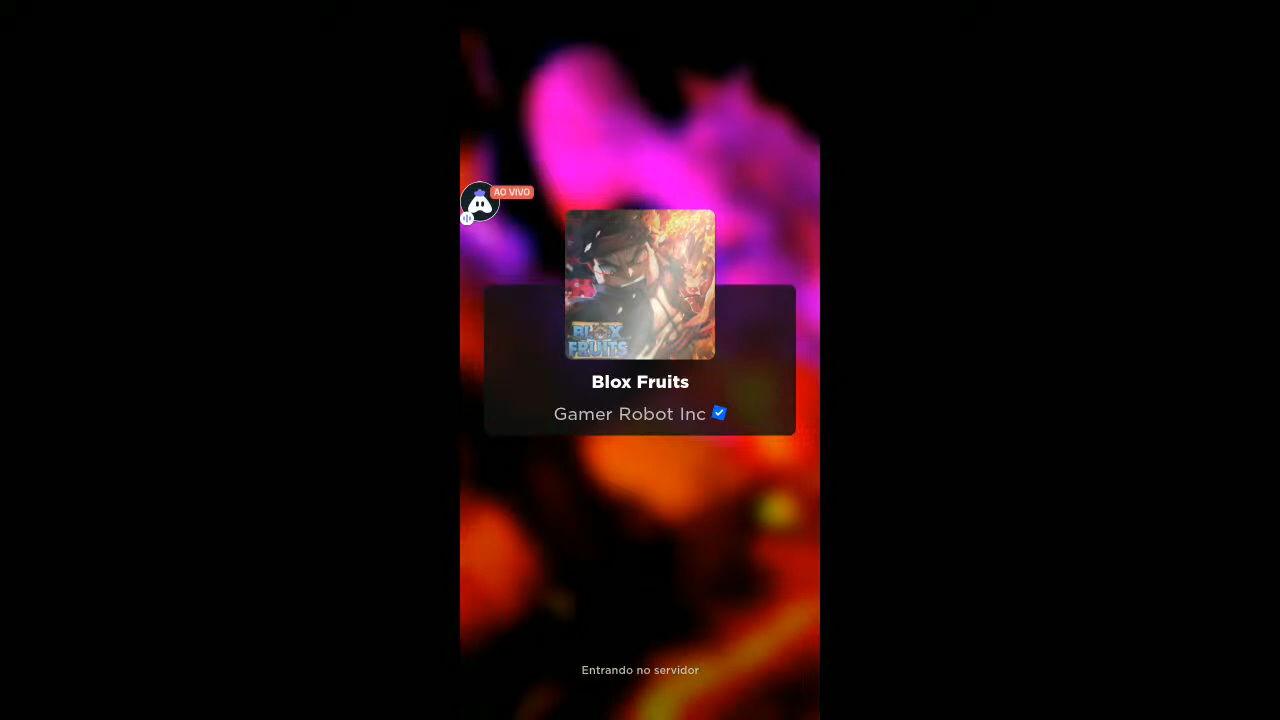 AO VIVO
BLOX
FRUITS
Blox Fruits
Gamer Robot Inc
Entrando no servidor